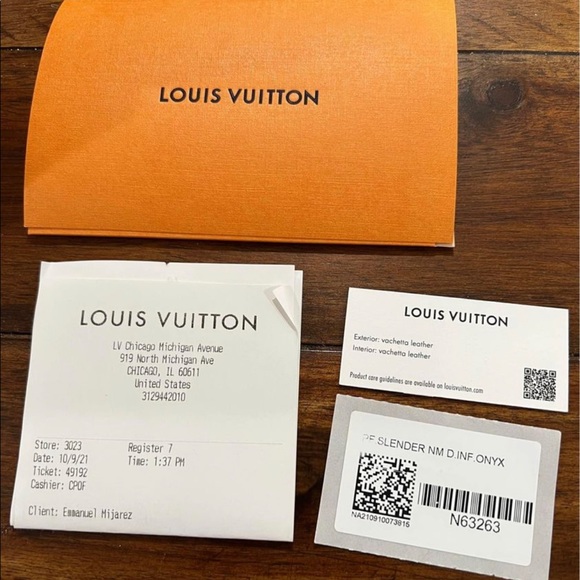 LOUIS VUITTON
LOUIS VUITTON
LV Chicago Michigan Avenue
919 North Michigan Ave
CHICAGO, IL 60611
United States
3129442010
Store: 3023 Register 7
Date: 10/9/21 Time: 1:37 PM
Ticket: 49192
Cashier: CPOF
Client: Emmanuel Mijarez
LOUIS VUITTON
Exterior: vachetta leather
Interior: vachetta leather
Product care guidelines are available on louisvuitton.com
PF SLENDER NM D.INF.ONYX
NA210910073815
N63263